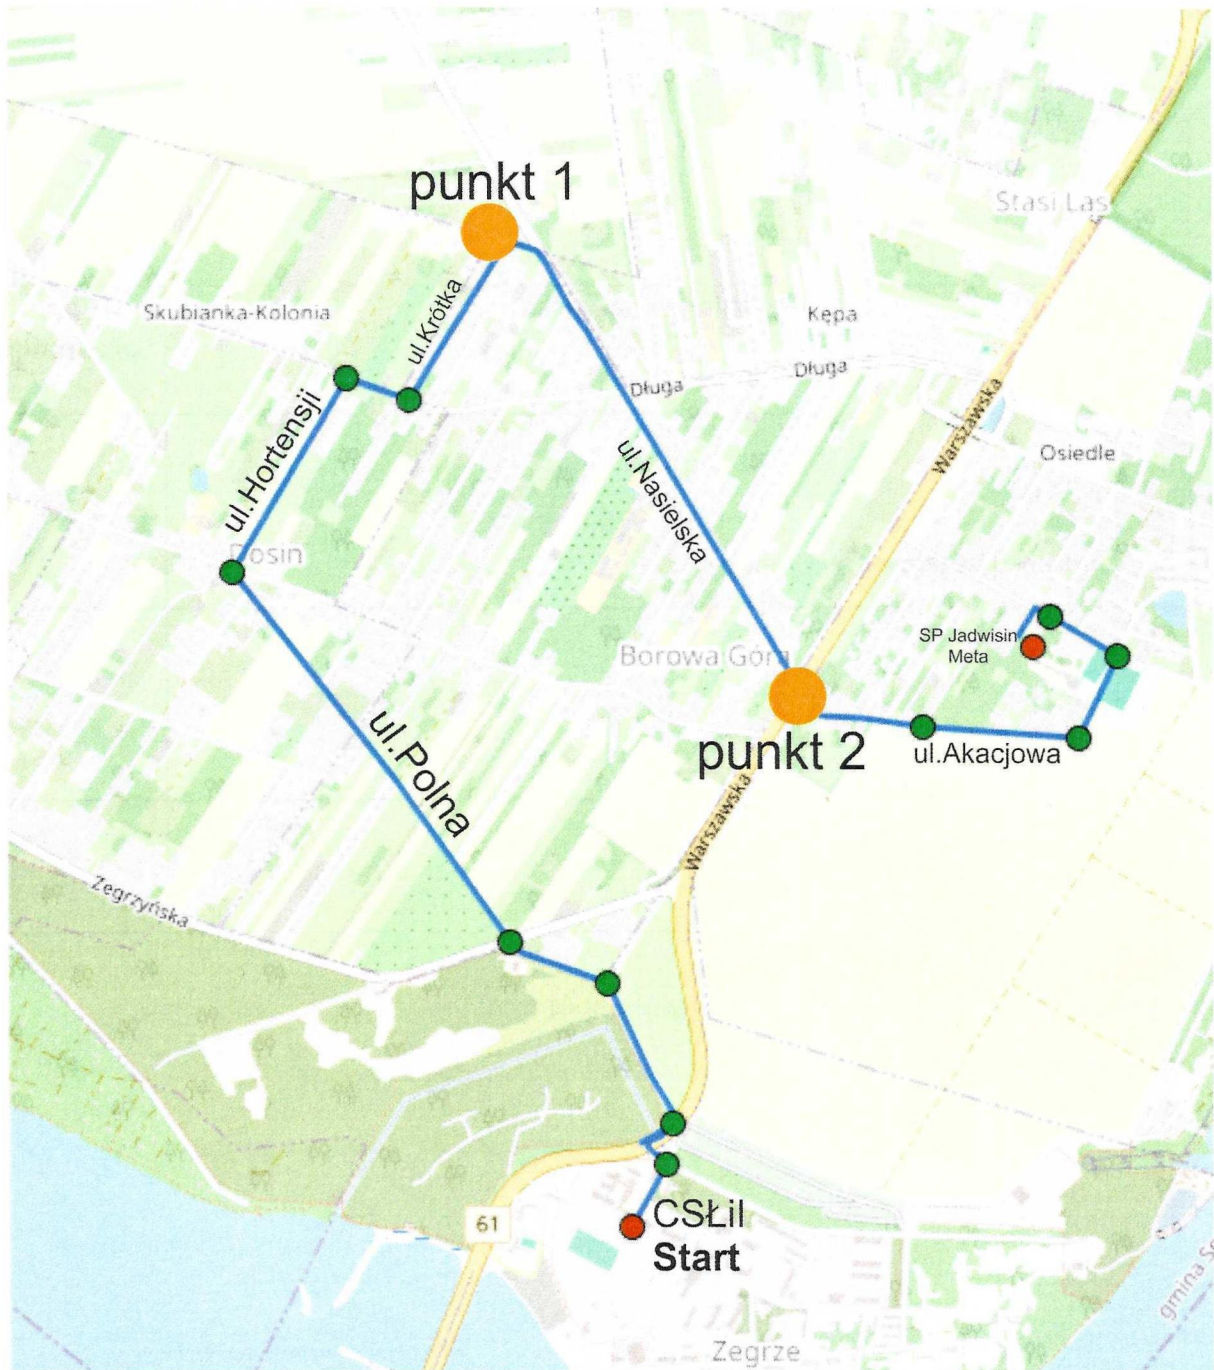 punkt 1
Stasi Las
Skubianka-Kolonia
ul.Krótka
Kępa
Długa
Długa
Warszawska
ul.Hortensji
ul.Nasielska
Osiedle
Dosin
SP Jadwisin
Meta
Borowa Góra
punkt 2
ul.Akacjowa
ul.Polna
Warszawska
Zegrzyńska
61
CSŁiI
Start
gmina Se
Zegrze